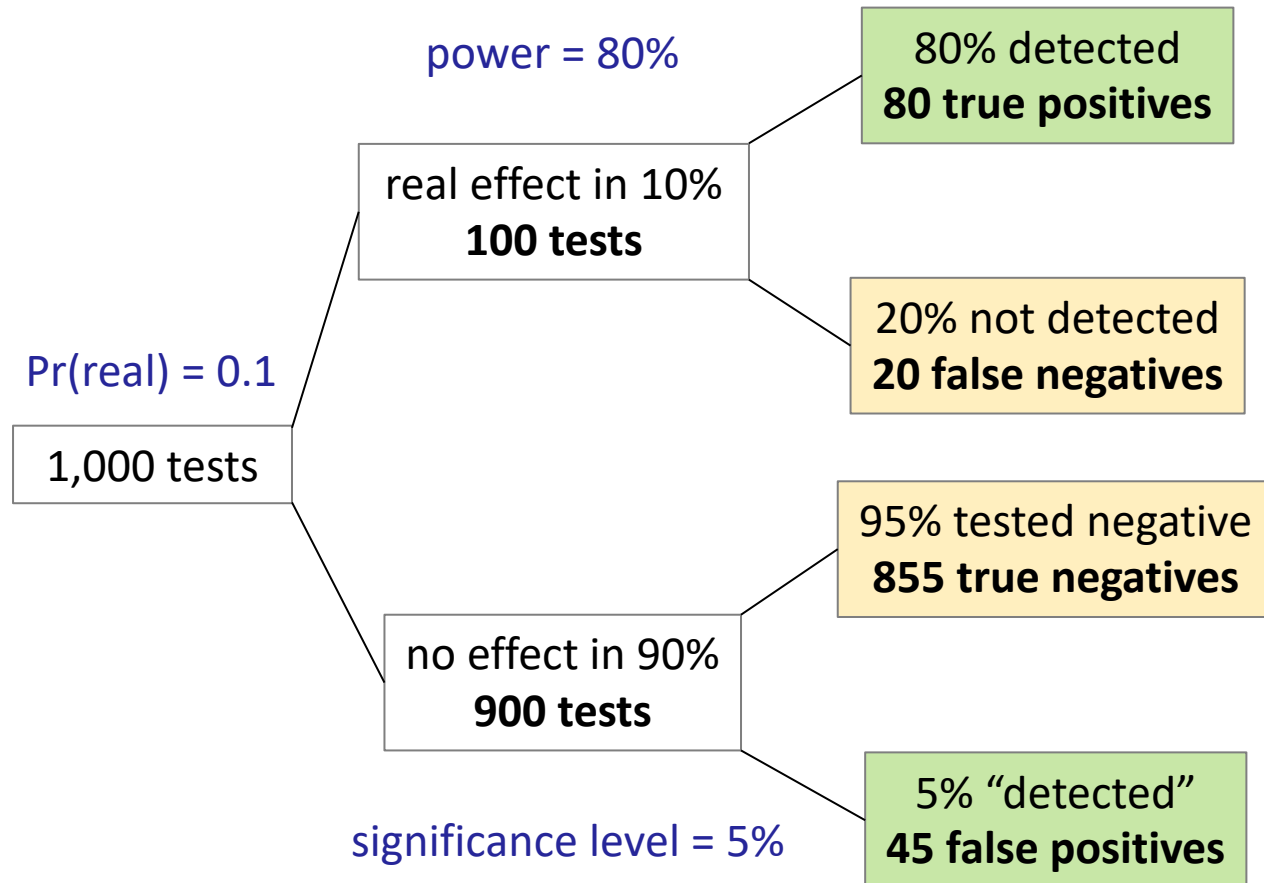 power = 80%
80% detected
80 true positives
real effect in 10%
100 tests
20% not detected
20 false negatives
Pr(real) = 0.1
1,000 tests
95% tested negative
855 true negatives
no effect in 90%
900 tests
5% “detected”
45 false positives
significance level = 5%